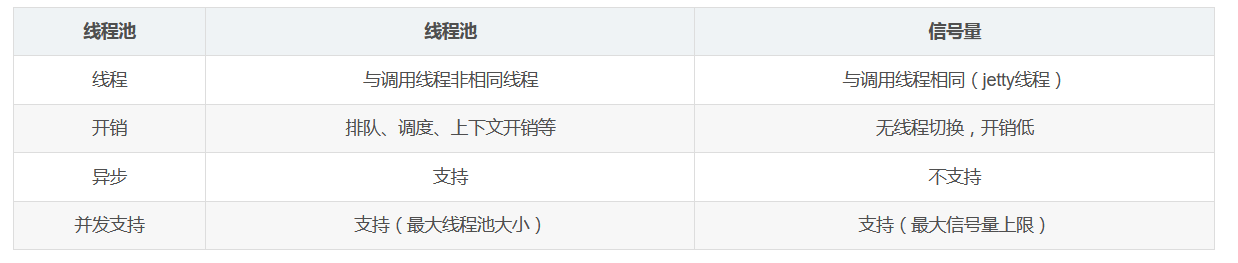 线程池 线程池 信号量
线程 与调用线程非相同线程 与调用线程相同（jetty线程）
开销 排队、调度、上下文开销等 无线程切换，开销低
异步 支持 不支持
并发支持 支持（最大线程池大小） 支持（最大信号量上限）